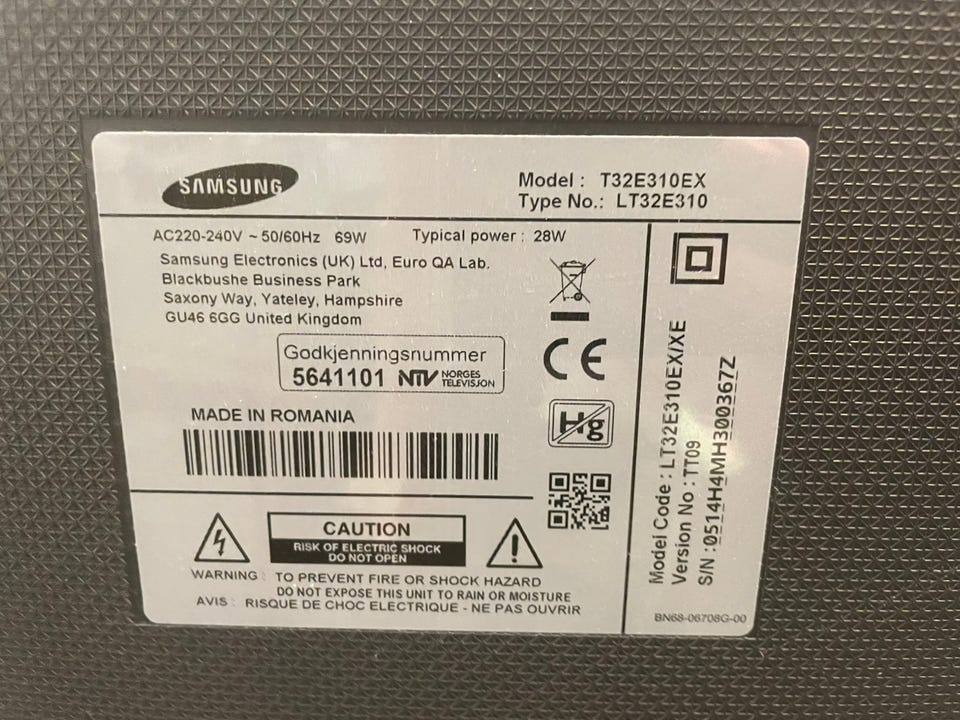 SAMSUNG
Model : T32E310EX
Type No.: LT32E310
AC220-240V ~ 50/60Hz 69W Typical power : 28W
Samsung Electronics (UK) Ltd, Euro QA Lab.
Blackbushe Business Park
Saxony Way, Yateley, Hampshire
GU46 6GG United Kingdom
Godkjenningsnummer
5641101 NTV NORGES
TELEVISJON
CE
Hg
MADE IN ROMANIA
CAUTION
RISK OF ELECTRIC SHOCK
DO NOT OPEN
WARNING : TO PREVENT FIRE OR SHOCK HAZARD
DO NOT EXPOSE THIS UNIT TO RAIN OR MOISTURE
AVIS : RISQUE DE CHOC ELECTRIQUE - NE PAS OUVRIR
Model Code : LT32E310EX/XE
Version No : TT09
S/N :0514H4MH300367Z
BN68-06708G-00